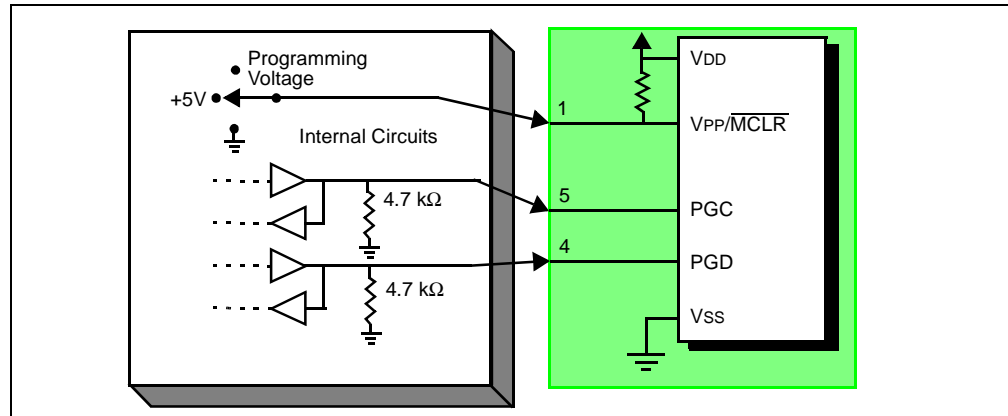 Programming
Voltage
+5V
Internal Circuits
4.7 kΩ
4.7 kΩ
1
5
4
VDD
VPP/MCLR
PGC
PGD
VSS